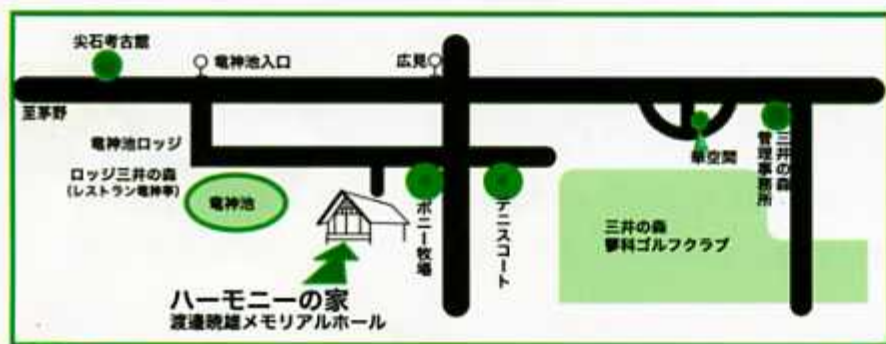 尖石考古館
竜神池入口
広見
至茅野
竜神池ロッジ
ロッジ三井の森
(レストラン竜神亭)
竜神池
ポニー牧場
テニスコート
華空間
三井の森
管理事務所
三井の森
蓼科ゴルフクラブ
ハーモニーの家
渡邊暁雄メモリアルホール